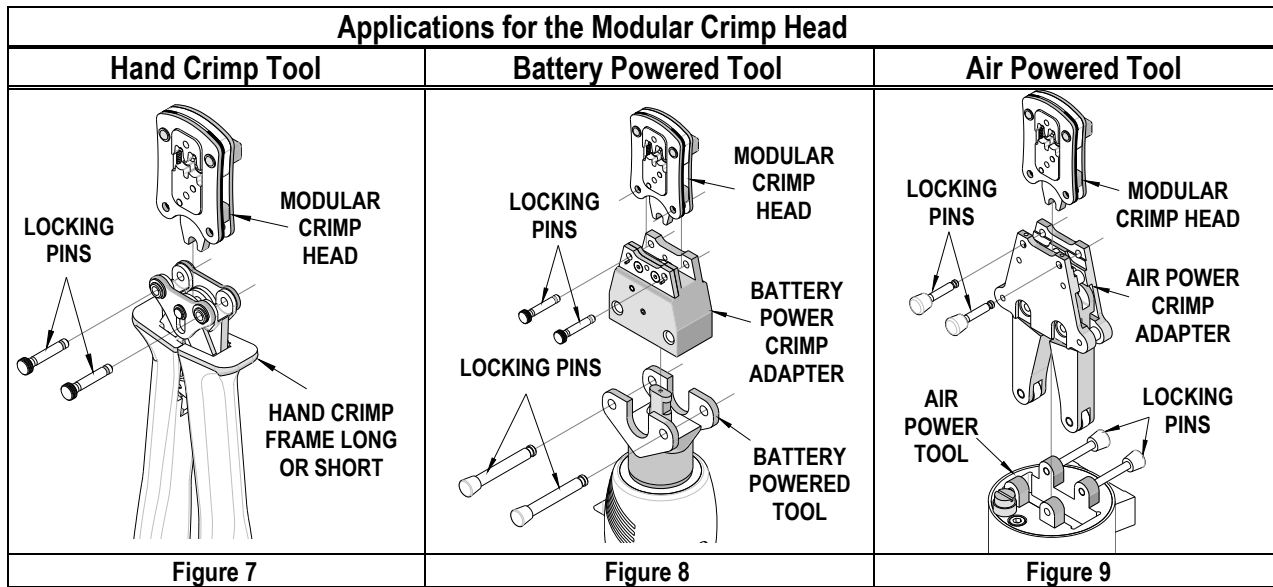 Applications for the Modular Crimp Head
Hand Crimp Tool
Battery Powered Tool
Air Powered Tool
LOCKING
PINS
MODULAR
CRIMP
HEAD
HAND CRIMP
FRAME LONG
OR SHORT
MODULAR
CRIMP
HEAD
LOCKING
PINS
BATTERY
POWER
CRIMP
ADAPTER
LOCKING PINS
BATTERY
POWERED
TOOL
LOCKING
PINS
MODULAR
CRIMP HEAD
AIR POWER
CRIMP
ADAPTER
AIR
POWER
TOOL
LOCKING
PINS
Figure 7
Figure 8
Figure 9